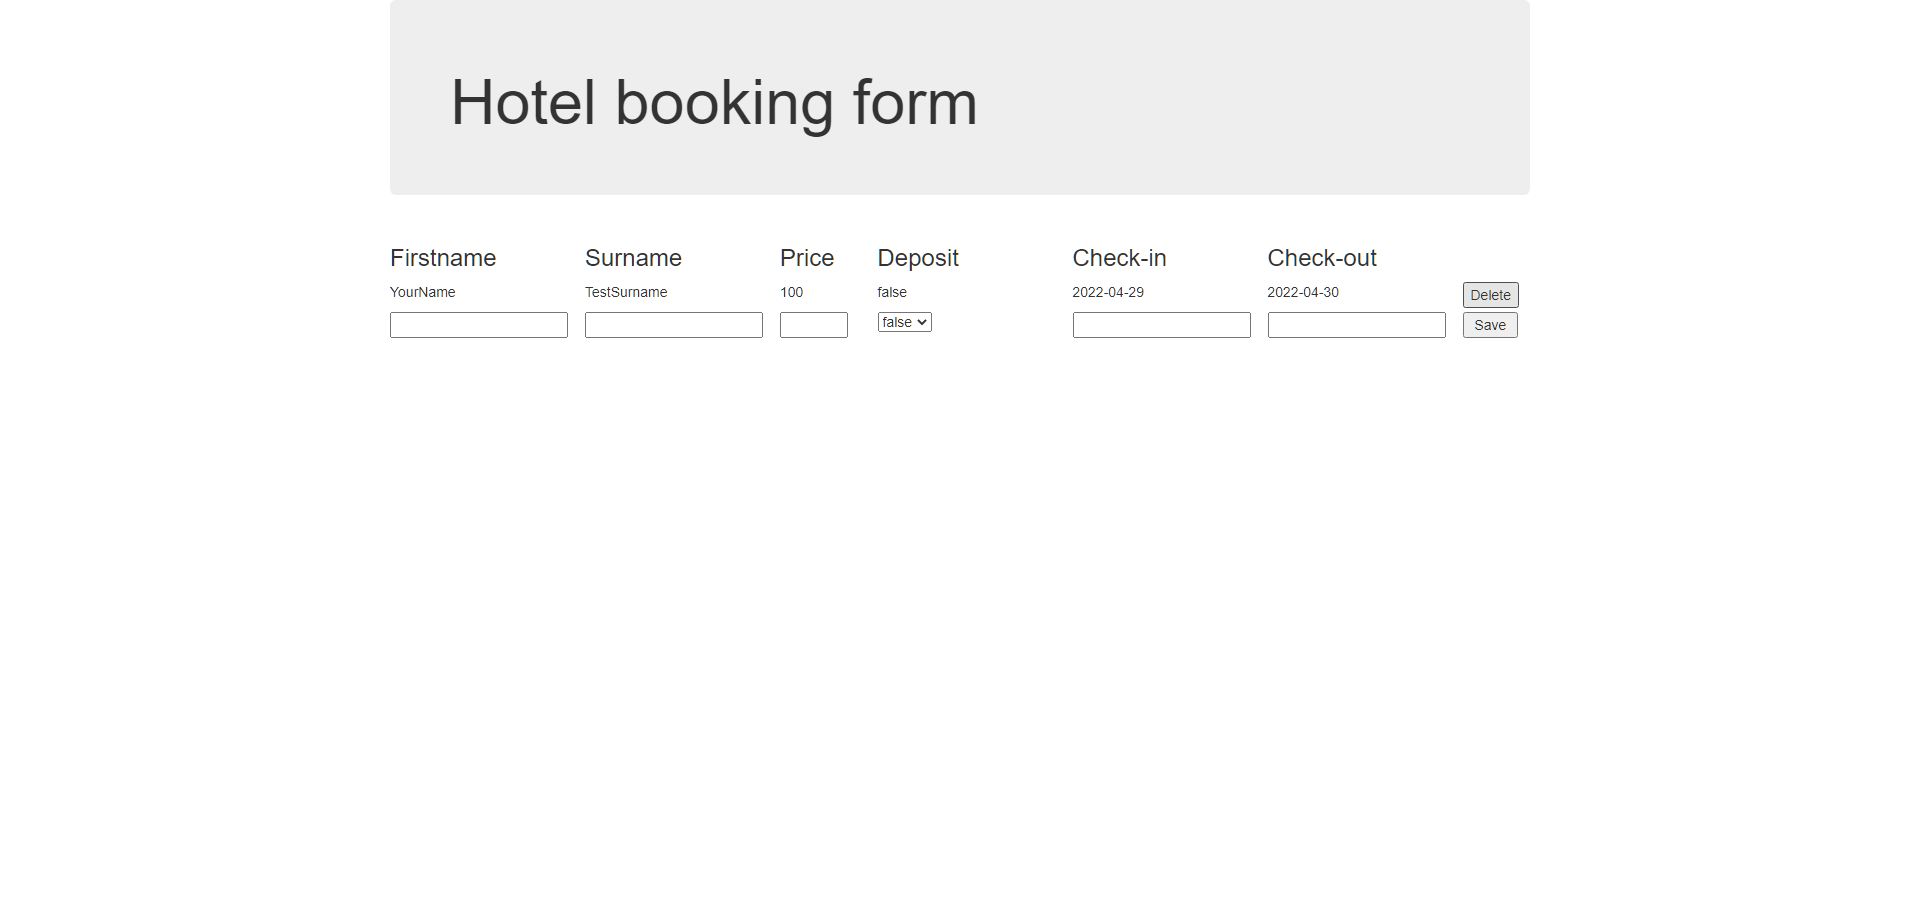 Hotel booking form
Firstname Surname Price Deposit Check-in Check-out
YourName TestSurname 100 false 2022-04-29 2022-04-30 Delete
false Save